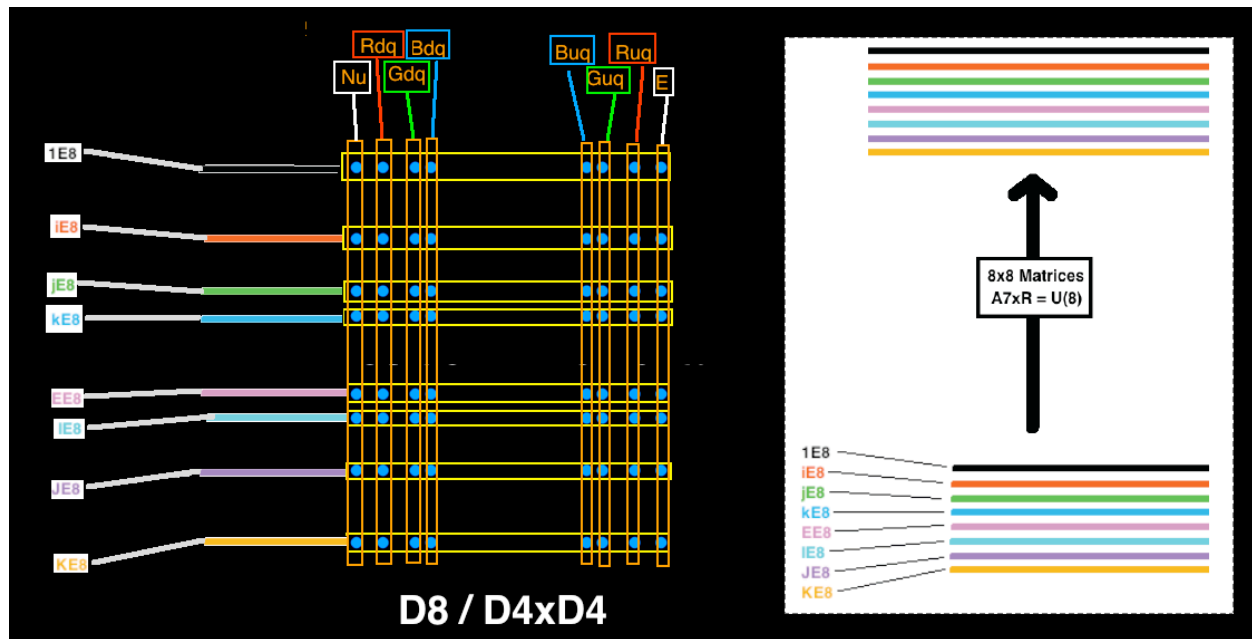 Rdq
Bdq
Buq
Ruq
Nu
Gdq
Guq
E
1E8
iE8
jE8
kE8
EE8
IE8
JE8
KE8
D8 / D4xD4
8x8 Matrices
A7xR = U(8)
1E8
iE8
jE8
kE8
EE8
IE8
JE8
KE8